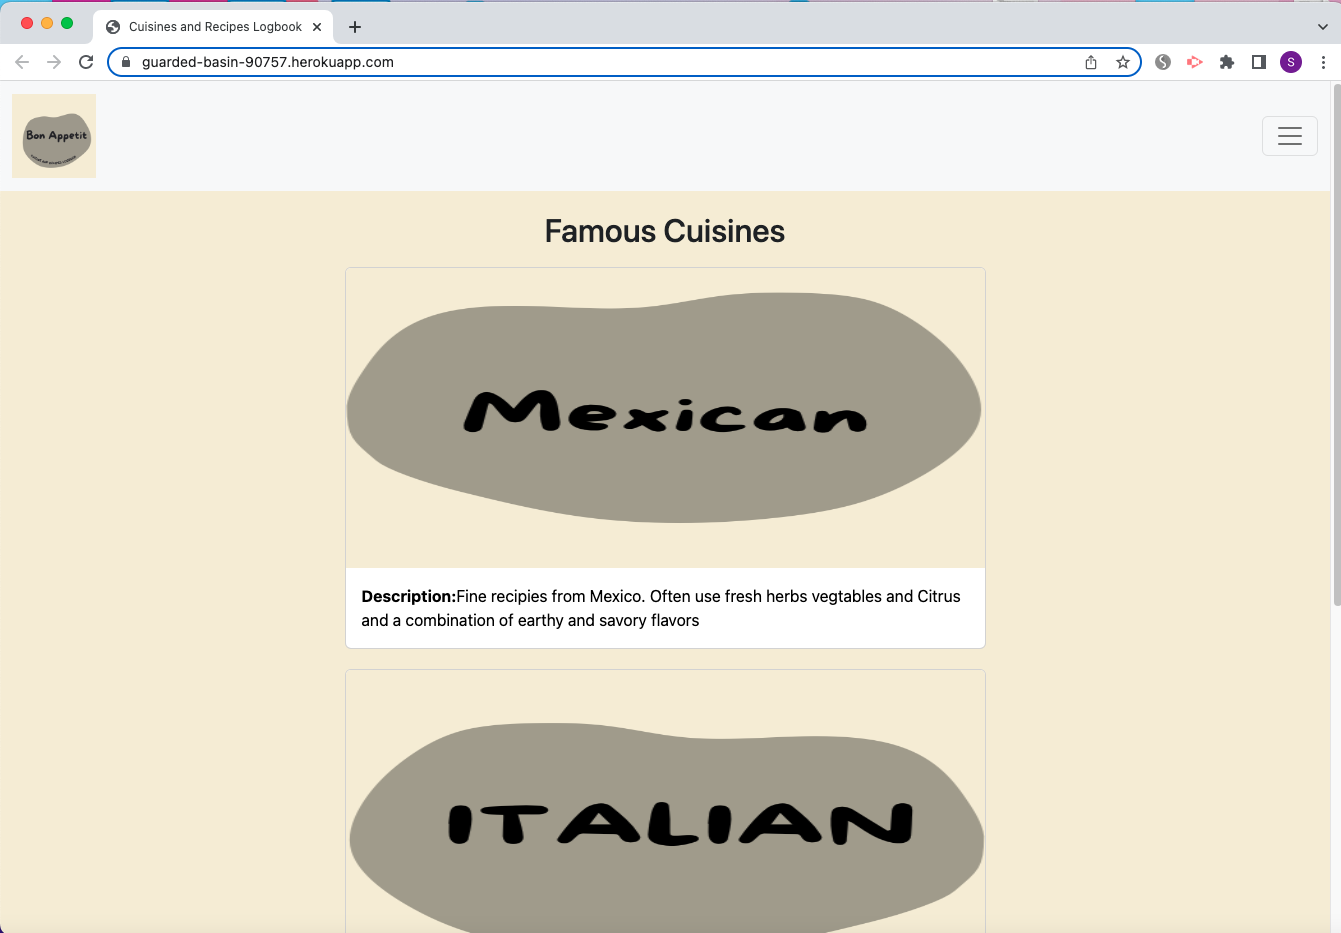 Cuisines and Recipes Logbook
guarded-basin-90757.herokuapp.com
S
Bon Appetit
Famous Cuisines
Mexican
Description:Fine recipies from Mexico. Often use fresh herbs vegtables and Citrus
and a combination of earthy and savory flavors
ITALIAN